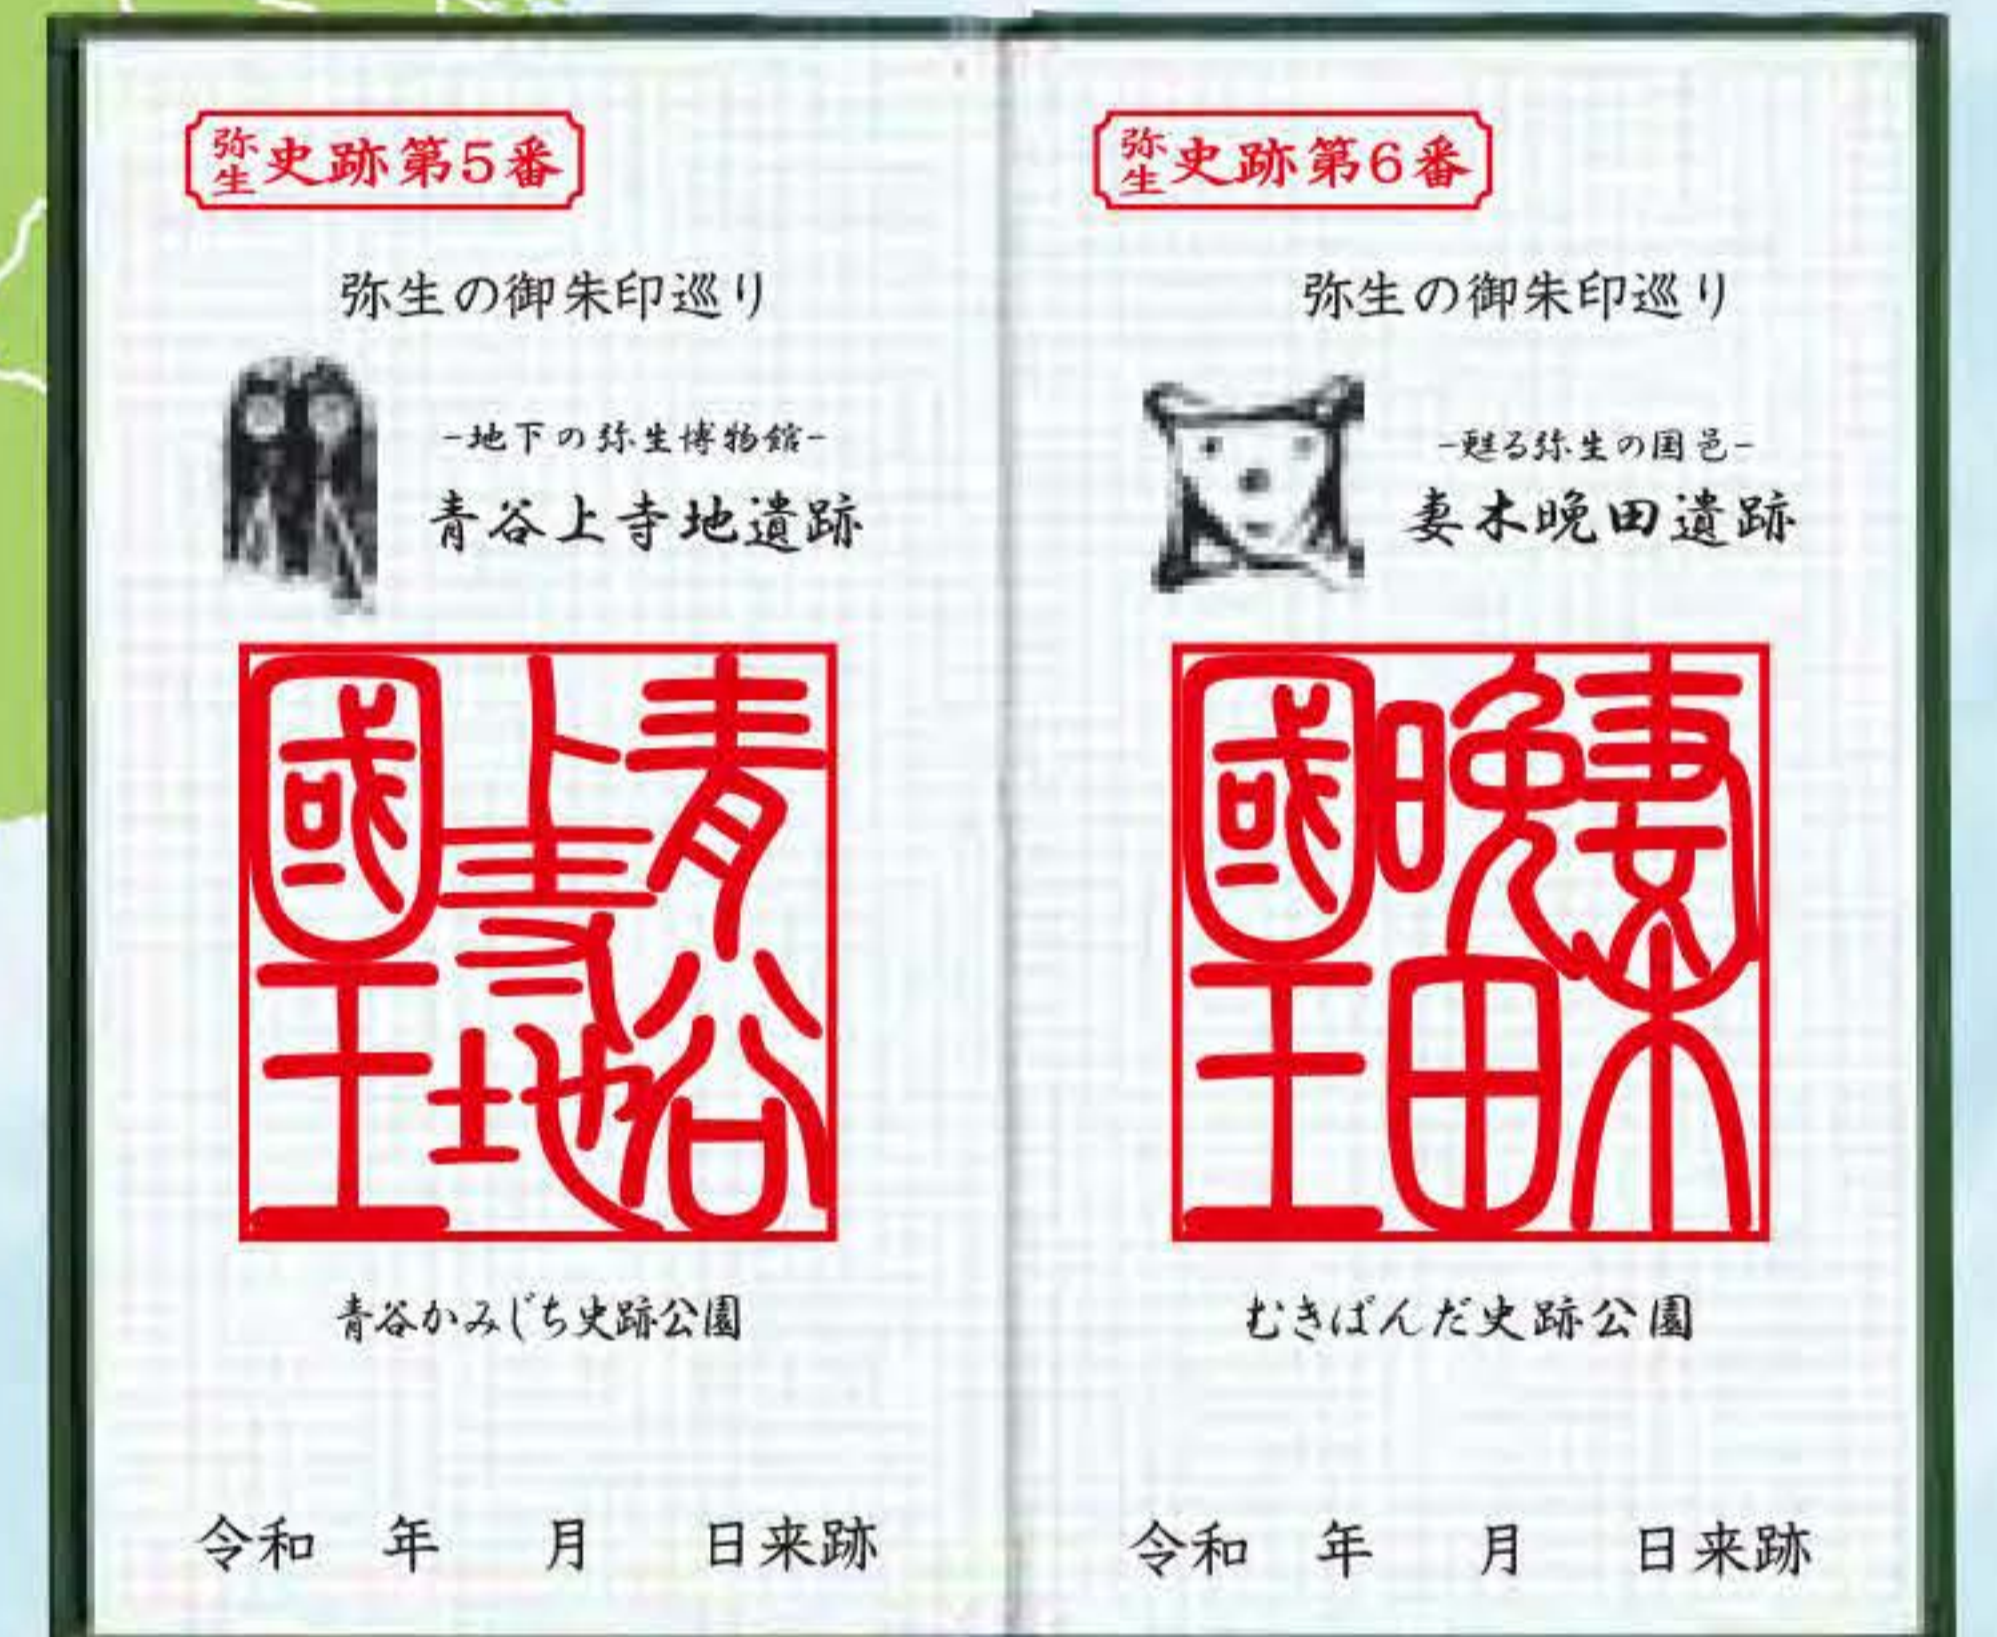 弥生史跡第5番
弥生の御朱印巡り
-地下の弥生博物館-
青谷上寺地遺跡
青谷
上寺地
國王
青谷かみじち史跡公園
令和 年 月 日来跡
弥生史跡第6番
弥生の御朱印巡り
-甦る弥生の国邑-
妻木晩田遺跡
妻木
晩田
國王
むきばんだ史跡公園
令和 年 月 日来跡